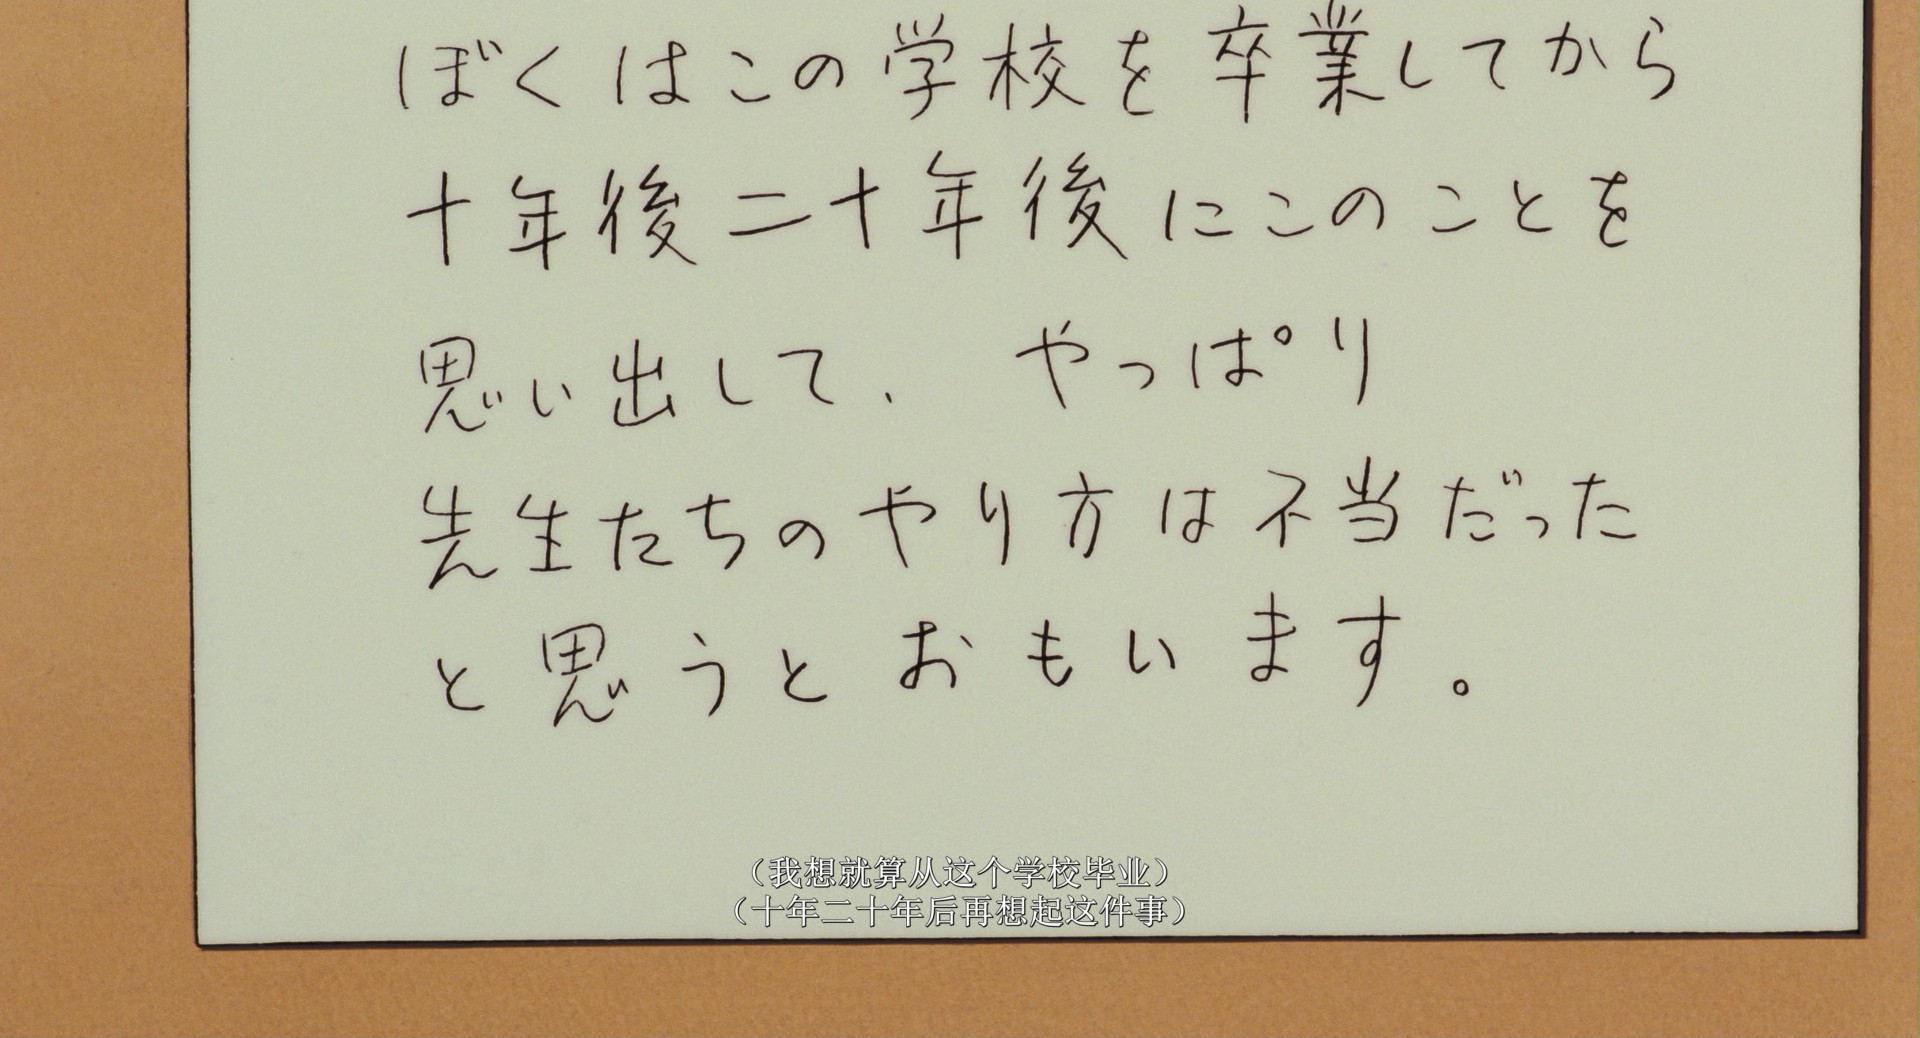 ぼくはこの学校を卒業してから
十年後二十年後にこのことを
思い出して、 やっぱり
先生たちのやり方は不当だった
と思うとおもいます。
（我想就算从这个学校毕业）
（十年二十年后再想起这件事）